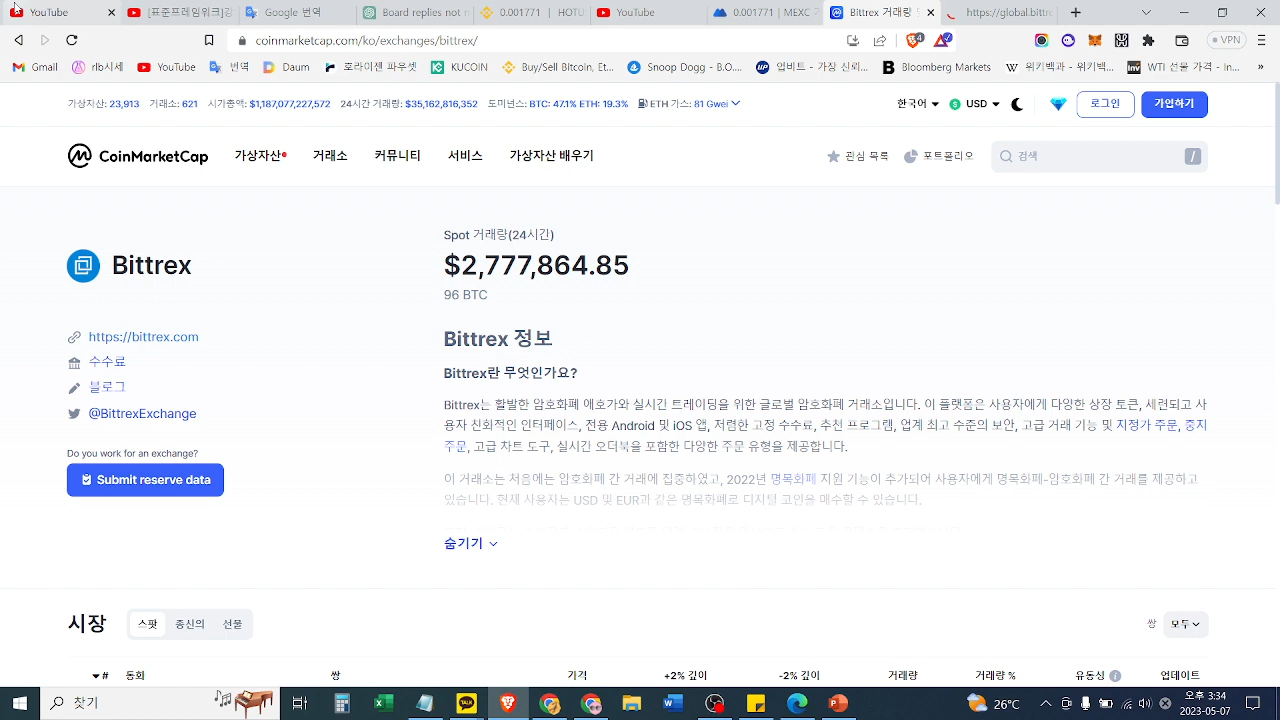 YouTube
[표준프레임워크]강
Google 번역
Board replies not r
0.001771 | HOTU
YouTube
0.001771 | MEXC
Bittrex 거래량 및
https://global.bittre
coinmarketcap.com/ko/exchanges/bittrex/
4
VPN
Gmail
rlb시세
YouTube
번역
Daum
호라이젠 파우셋
KUCOIN
Buy/Sell Bitcoin, Et...
Snoop Dogg - B.O....
업비트 - 가장 신뢰...
Bloomberg Markets
위키백과 - 위키백...
WTI 선물 가격 - In...
»
가상자산: 23,913 거래소: 621 시가총액: $1,187,077,227,572 24시간 거래량: $35,162,816,352 도미넌스: BTC: 47.1% ETH: 19.3% ETH 가스: 81 Gwei
한국어
USD
로그인
가입하기
CoinMarketCap
가상자산
거래소
커뮤니티
서비스
가상자산 배우기
관심 목록
포트폴리오
검색
/
Bittrex
Spot 거래량(24시간)
$2,777,864.85
96 BTC
https://bittrex.com
수수료
블로그
@BittrexExchange
Do you work for an exchange?
Submit reserve data
Bittrex 정보
Bittrex란 무엇인가요?
Bittrex는 활발한 암호화폐 애호가와 실시간 트레이딩을 위한 글로벌 암호화폐 거래소입니다. 이 플랫폼은 사용자에게 다양한 상장 토큰, 세련되고 사
용자 친화적인 인터페이스, 전용 Android 및 iOS 앱, 저렴한 고정 수수료, 추천 프로그램, 업계 최고 수준의 보안, 고급 거래 기능 및 지정가 주문, 중지
주문, 고급 차트 도구, 실시간 오더북을 포함한 다양한 주문 유형을 제공합니다.
이 거래소는 처음에는 암호화폐 간 거래에 집중하였고, 2022년 명목화폐 지원 기능이 추가되어 사용자에게 명목화폐-암호화폐 간 거래를 제공하고
있습니다. 현재 사용자는 USD 및 EUR과 같은 명목화폐로 디지털 코인을 매수할 수 있습니다.
숨기기
시장
스팟
종신의
선물
쌍
모두
#
통화
쌍
가격
+2% 깊이
-2% 깊이
거래량
거래량 %
유동성
업데이트
찾기
26°C
오후 3:34
2023-05-07